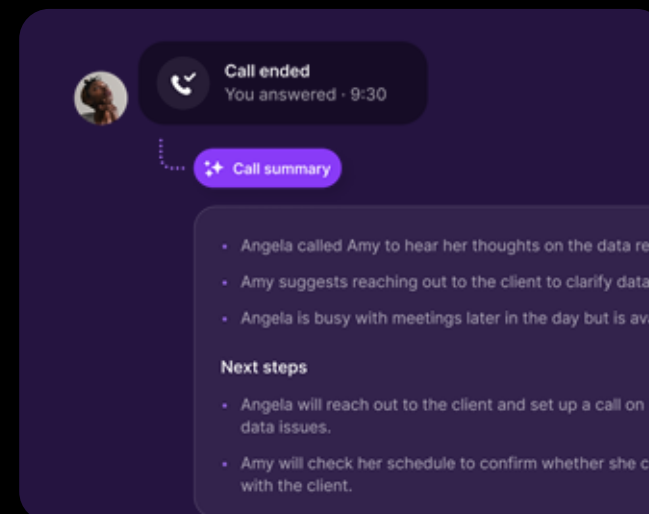 Call ended
You answered · 9:30
Call summary
• Angela called Amy to hear her thoughts on the data
• Amy suggests reaching out to the client to clarify data
• Angela is busy with meetings later in the day but is
Next steps
• Angela will reach out to the client and set up a call on
data issues.
• Amy will check her schedule to confirm whether she
with the client.